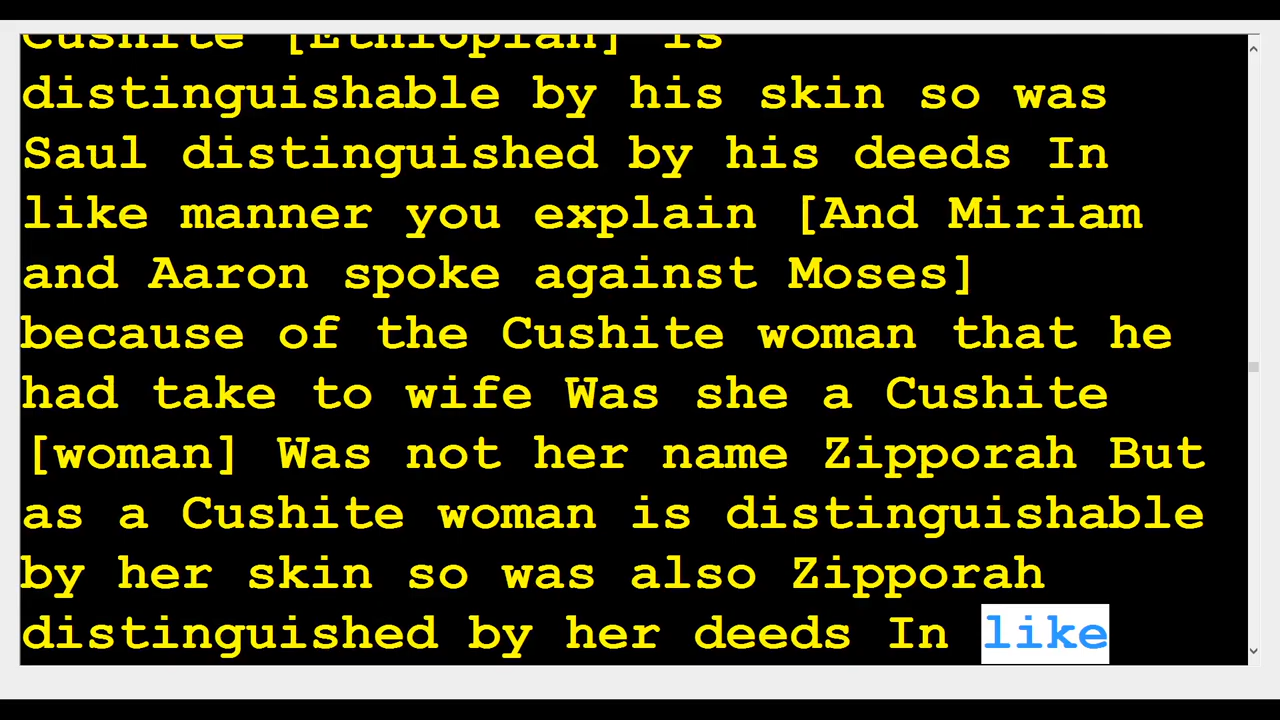 Cushite [Ethiopian] is
distinguishable by his skin so was
Saul distinguished by his deeds In
like manner you explain [And Miriam
and Aaron spoke against Moses]
because of the Cushite woman that he
had take to wife Was she a Cushite
[woman] Was not her name Zipporah But
as a Cushite woman is distinguishable
by her skin so was also Zipporah
distinguished by her deeds In like